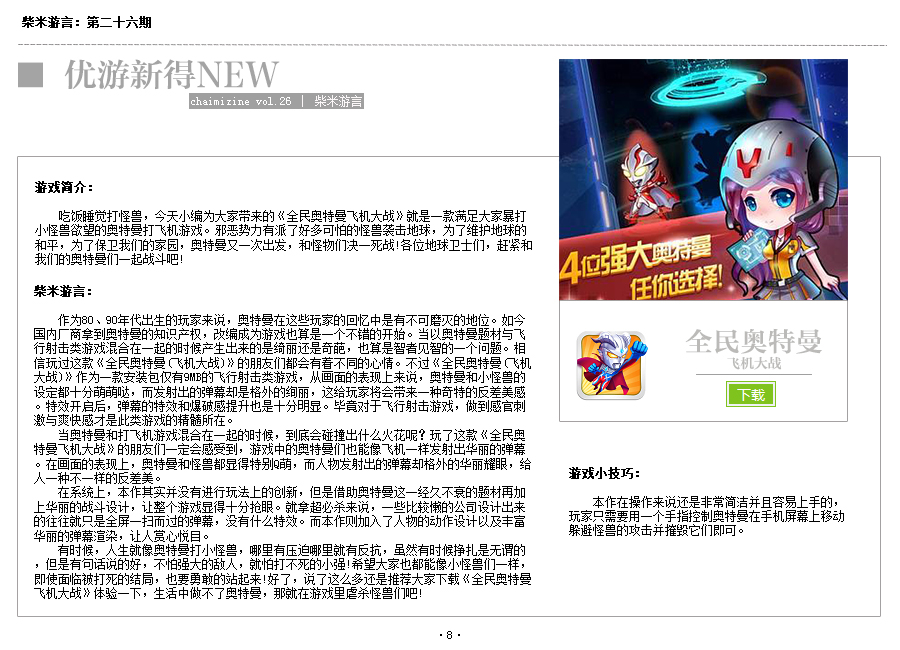 柴米游言：第二十六期
优游新得NEW
chaimizine vol.26 | 柴米游言
游戏简介：
吃饭睡觉打怪兽，今天小编为大家带来的《全民奥特曼飞机大战》就是一款满足大家暴打
小怪兽欲望的奥特曼打飞机游戏。邪恶势力有派了好多可怕的怪兽袭击地球，为了维护地球的
和平，为了保卫我们的家园，奥特曼又一次出发，和怪物们决一死战!各位地球卫士们，赶紧和
我们的奥特曼们一起战斗吧!
柴米游言：
作为80、90年代出生的玩家来说，奥特曼在这些玩家的回忆中是有不可磨灭的地位。如今
国内厂商拿到奥特曼的知识产权，改编成为游戏也算是一个不错的开始。当以奥特曼题材与飞
行射击类游戏混合在一起的时候产生出来的是绮丽还是奇葩，也算是智者见智的一个问题。相
信玩过这款《全民奥特曼(飞机大战)》的朋友们都会有着不同的心情。不过《全民奥特曼(飞机
大战)》作为一款安装包仅有9MB的飞行射击类游戏，从画面的表现上来说，奥特曼和小怪兽的
设定都十分萌萌哒，而发射出的弹幕却是格外的绚丽，这给玩家将会带来一种奇特的反差美感
。特效开启后，弹幕的特效和爆破感提升也是十分明显。毕竟对于飞行射击游戏，做到感官刺
激与爽快感才是此类游戏的精髓所在。
当奥特曼和打飞机游戏混合在一起的时候，到底会碰撞出什么火花呢？玩了这款《全民奥
特曼飞机大战》的朋友们一定会感受到，游戏中的奥特曼们也能像飞机一样发射出华丽的弹幕
。在画面的表现上，奥特曼和怪兽都显得特别Q萌，而人物发射出的弹幕却格外的华丽耀眼，给
人一种不一样的反差美。
在系统上，本作其实并没有进行玩法上的创新，但是借助奥特曼这一经久不衰的题材再加
上华丽的战斗设计，让整个游戏显得十分抢眼。就拿超必杀来说，一些比较懒的公司设计出来
的往往就只是全屏一扫而过的弹幕，没有什么特效。而本作则加入了人物的动作设计以及丰富
华丽的弹幕渲染，让人赏心悦目。
有时候，人生就像奥特曼打小怪兽，哪里有压迫哪里就有反抗，虽然有时候挣扎是无谓的
，但是有句话说的好，不怕强大的敌人，就怕打不死的小强!希望大家也都能像小怪兽们一样，
即使面临被打死的结局，也要勇敢的站起来!好了，说了这么多还是推荐大家下载《全民奥特曼
飞机大战》体验一下，生活中做不了奥特曼，那就在游戏里虐杀怪兽们吧!
4位强大奥特曼
任你选择!
全民奥特曼
飞机大战
下载
游戏小技巧：
本作在操作来说还是非常简洁并且容易上手的，
玩家只需要用一个手指控制奥特曼在手机屏幕上移动
躲避怪兽的攻击并摧毁它们即可。
·8·